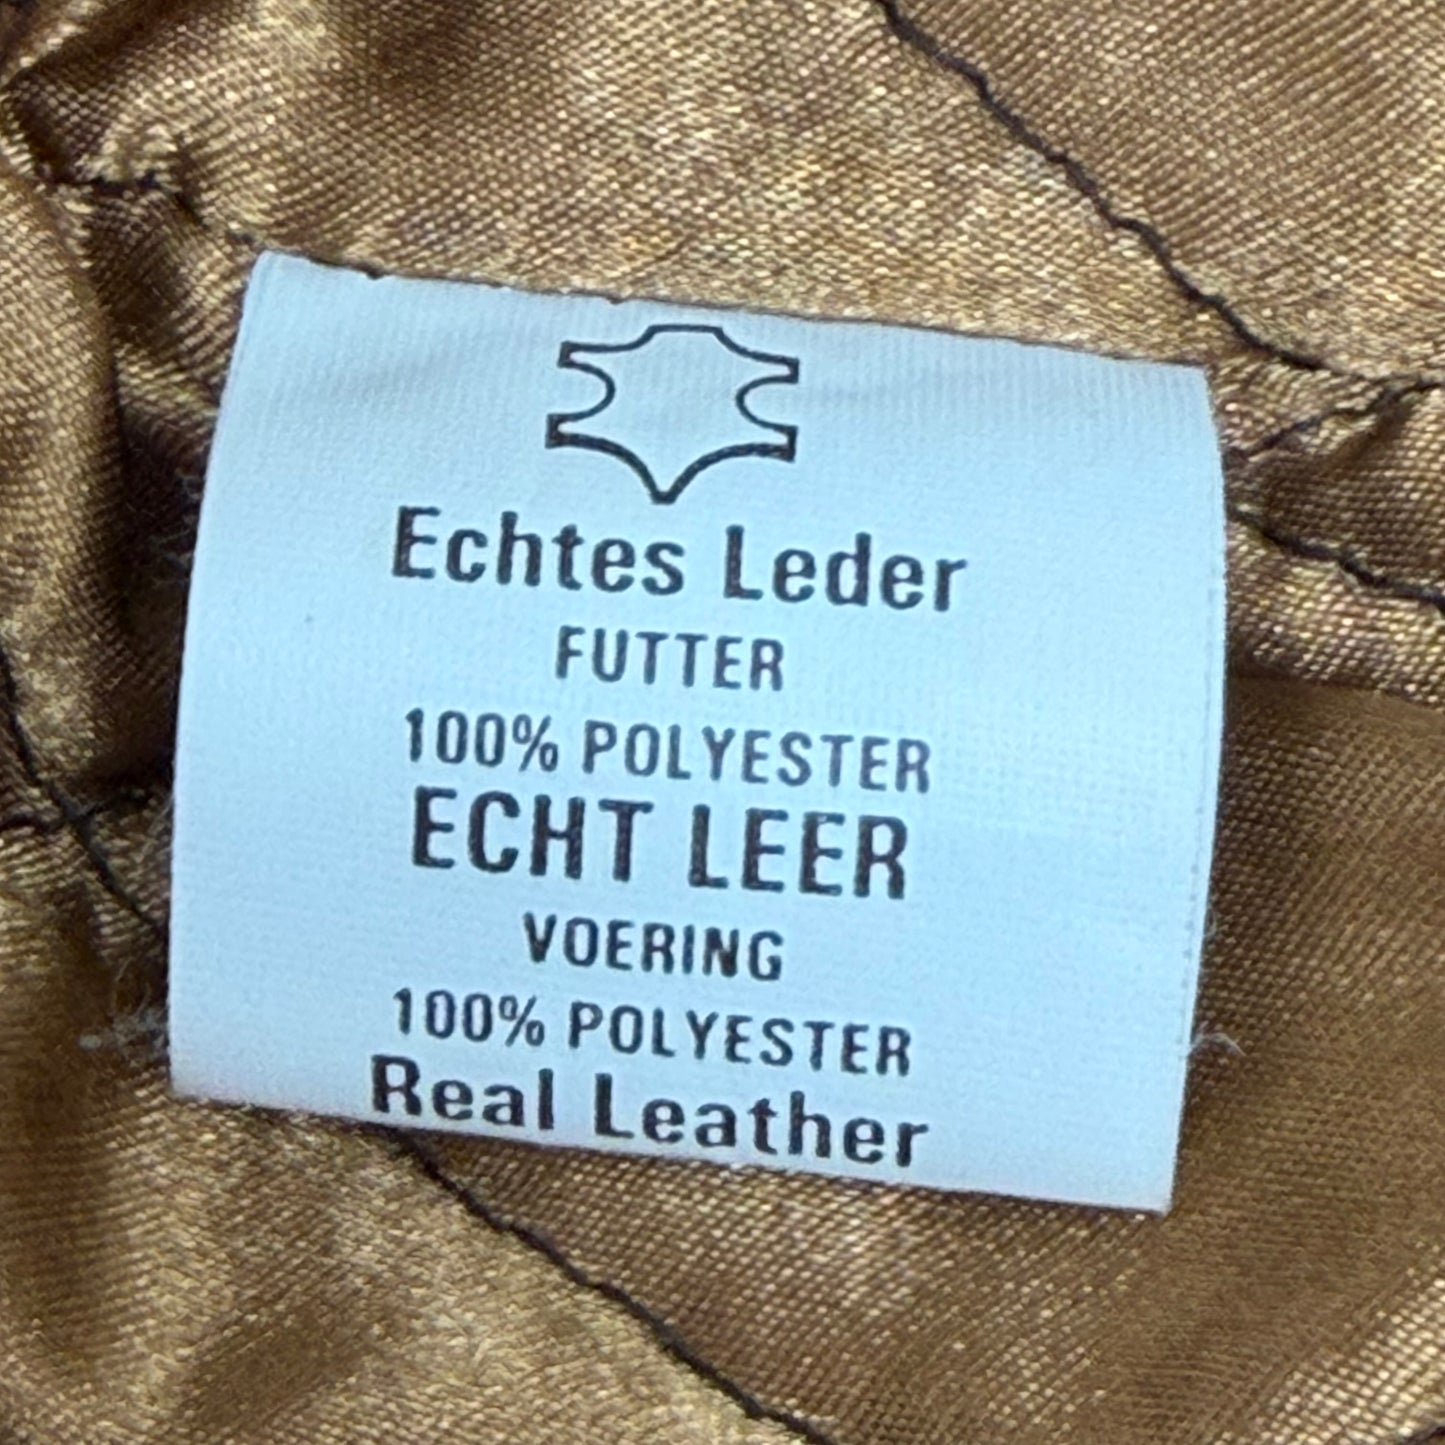 Echtes Leder
FUTTER
100% POLYESTER
ECHT LEER
VOERING
100% POLYESTER
Real Leather